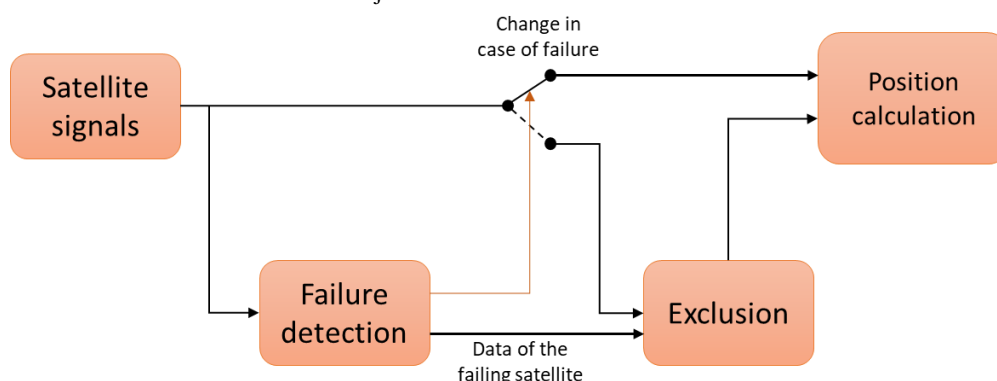 Change in
case of failure
Satellite
signals
Position
calculation
Failure
detection
Exclusion
Data of the
failing satellite